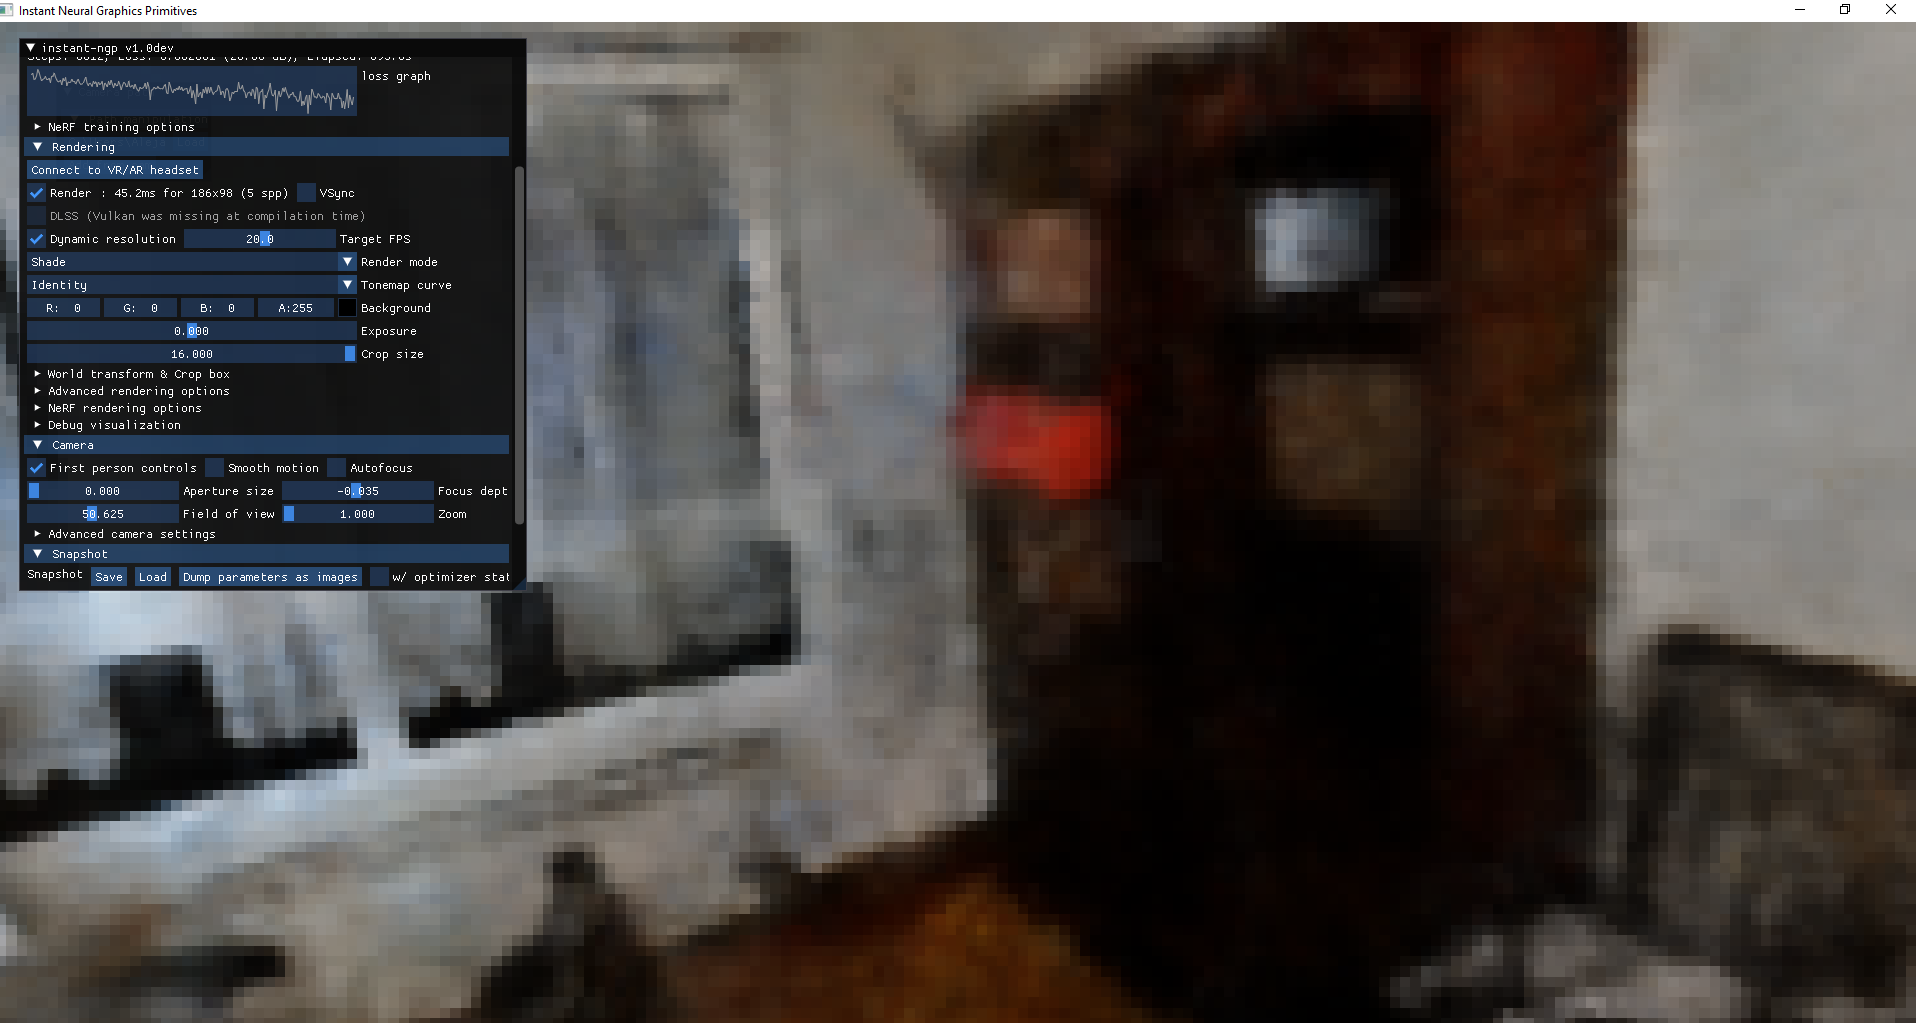 Instant Neural Graphics Primitives
instant-ngp v1.0dev
loss graph
NeRF training options
Rendering
Connect to VR/AR headset
Render : 45.2ms for 186x98 (5 spp) VSync
DLSS (Vulkan was missing at compilation time)
Dynamic resolution 20.0 Target FPS
Shade Render mode
Identity Tonemap curve
R: 0 G: 0 B: 0 A:255 Background
0.000 Exposure
16.000 Crop size
World transform & Crop box
Advanced rendering options
NeRF rendering options
Debug visualization
Camera
First person controls Smooth motion Autofocus
0.000 Aperture size -0.035 Focus dept
50.625 Field of view 1.000 Zoom
Advanced camera settings
Snapshot
Snapshot Save Load Dump parameters as images w/ optimizer stat